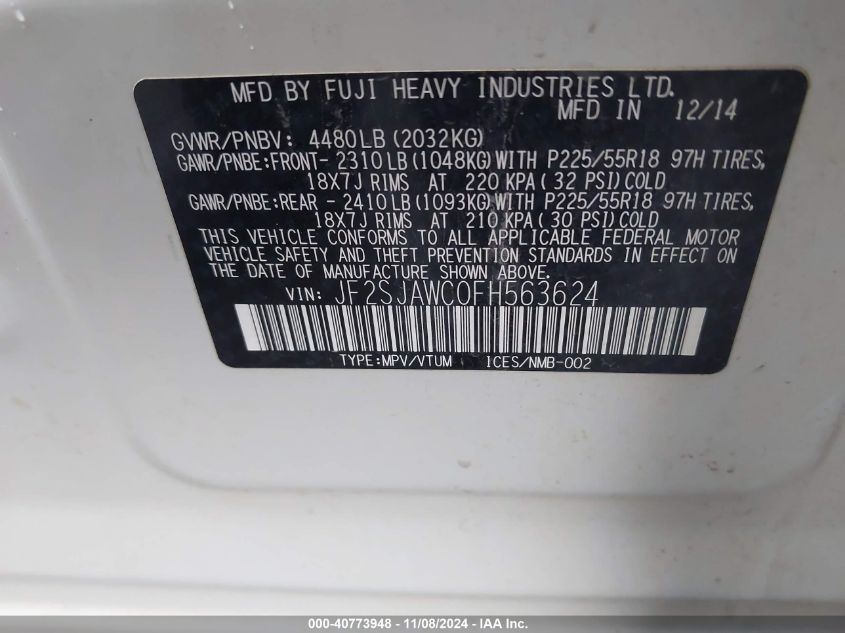 MFD BY FUJI HEAVY INDUSTRIES LTD.
MFD IN 12/14
GVWR/PNBV: 4480LB(2032KG)
GAWR/PNBE:FRONT- 2310LB(1048KG)WITH P225/55R18 97H TIRES,
18X7J RIMS AT 220 KPA( 32 PSI)COLD
GAWR/PNBE:REAR - 2410LB(1093KG)WITH P225/55R18 97H TIRES,
18X7J RIMS AT 210 KPA( 30 PSI)COLD
THIS VEHICLE CONFORMS TO ALL APPLICABLE FEDERAL MOTOR
VEHICLE SAFETY AND THEFT PREVENTION STANDARDS IN EFFECT ON
THE DATE OF MANUFACTURE SHOWN ABOVE.
VIN: JF2SJAWC0FH563624
TYPE:MPV/VTUM ICES/NMB-002
000-40773948 - 11/08/2024 - IAA Inc.